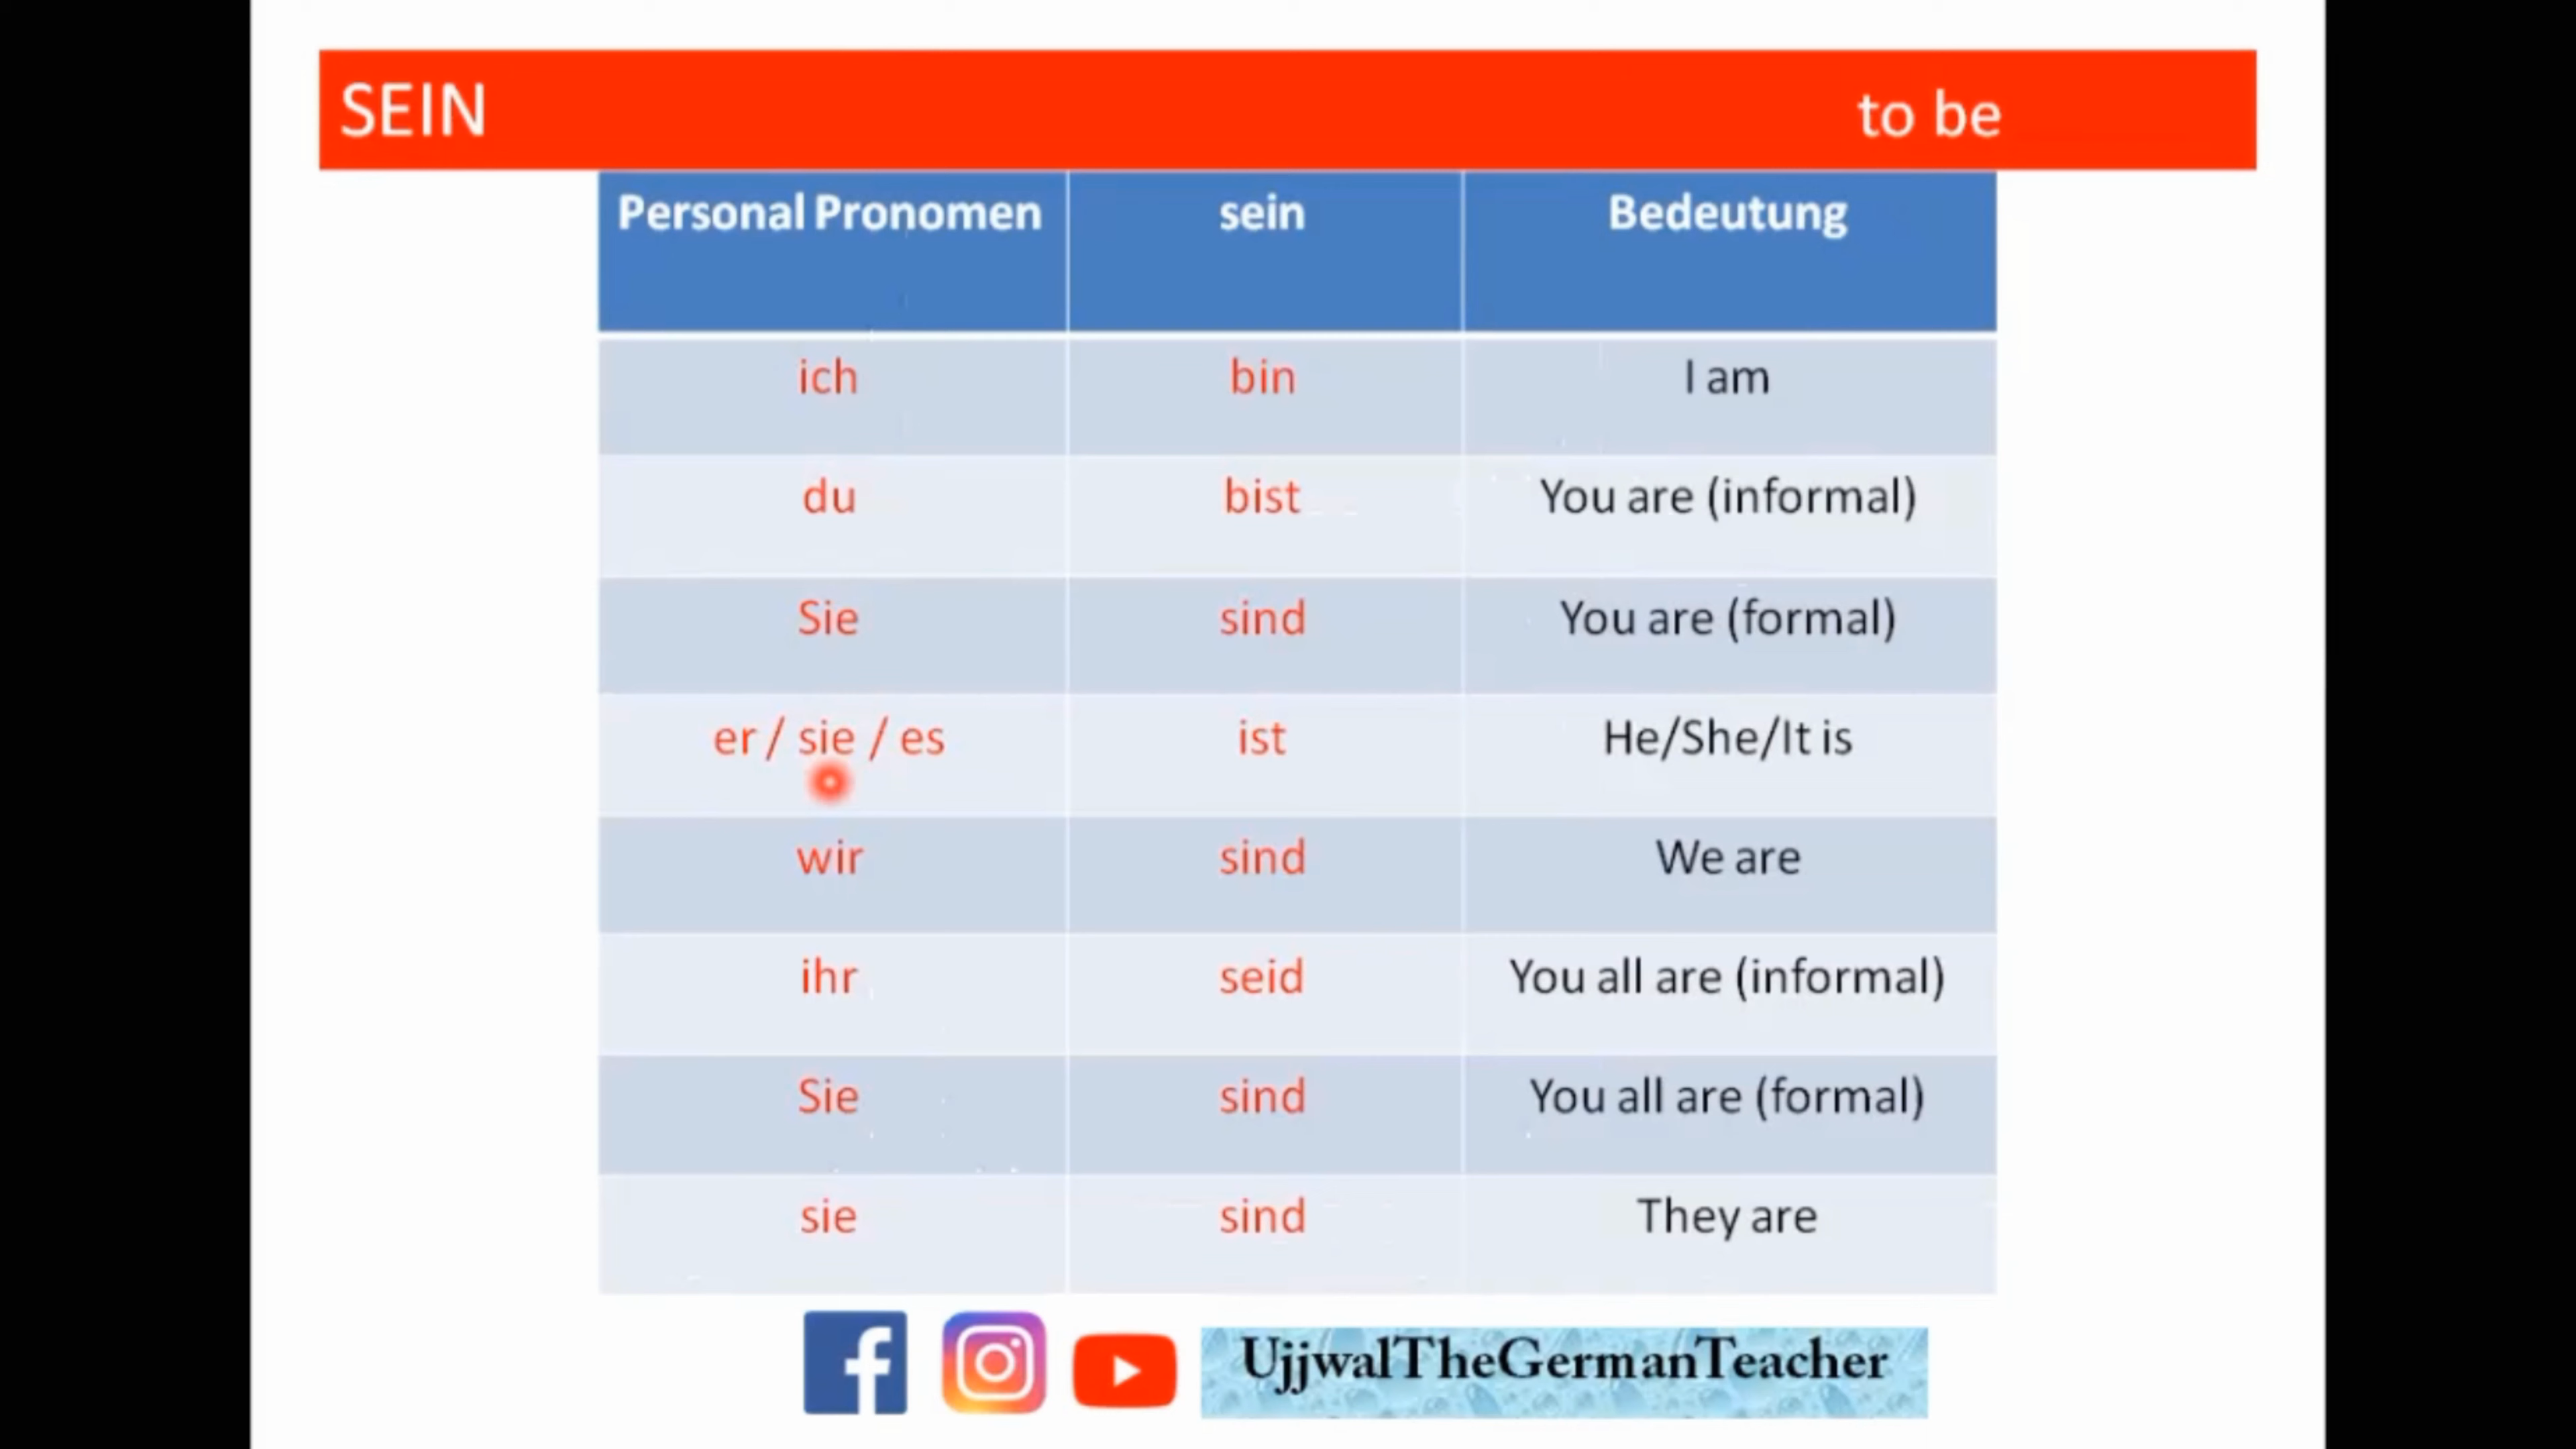 SEIN to be
Personal Pronomen sein Bedeutung
ich bin I am
du bist You are (informal)
Sie sind You are (formal)
er / sie / es ist He/She/It is
wir sind We are
ihr seid You all are (informal)
Sie sind You all are (formal)
sie sind They are
UjjwalTheGermanTeacher